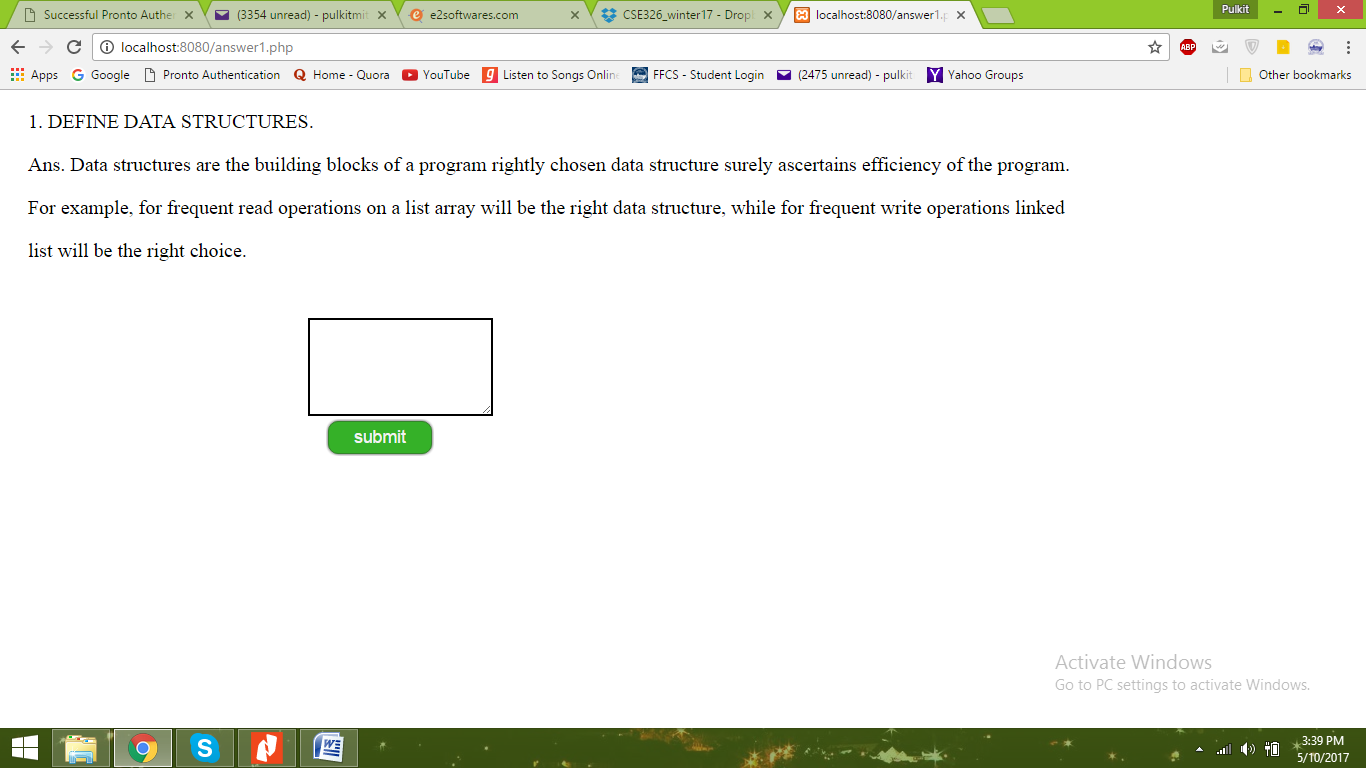 Successful Pronto Authe
(3354 unread) - pulkitmit
e2softwares.com
CSE326_winter17 - Drop
localhost:8080/answer1.p
Pulkit
localhost:8080/answer1.php
ABP
Apps
Google
Pronto Authentication
Home - Quora
YouTube
Listen to Songs Onlin
FFCS - Student Login
(2475 unread) - pulkit
Yahoo Groups
Other bookmarks
1. DEFINE DATA STRUCTURES.
Ans. Data structures are the building blocks of a program rightly chosen data structure surely ascertains efficiency of the program.
For example, for frequent read operations on a list array will be the right data structure, while for frequent write operations linked
list will be the right choice.
submit
Activate Windows
Go to PC settings to activate Windows.
3:39 PM
5/10/2017